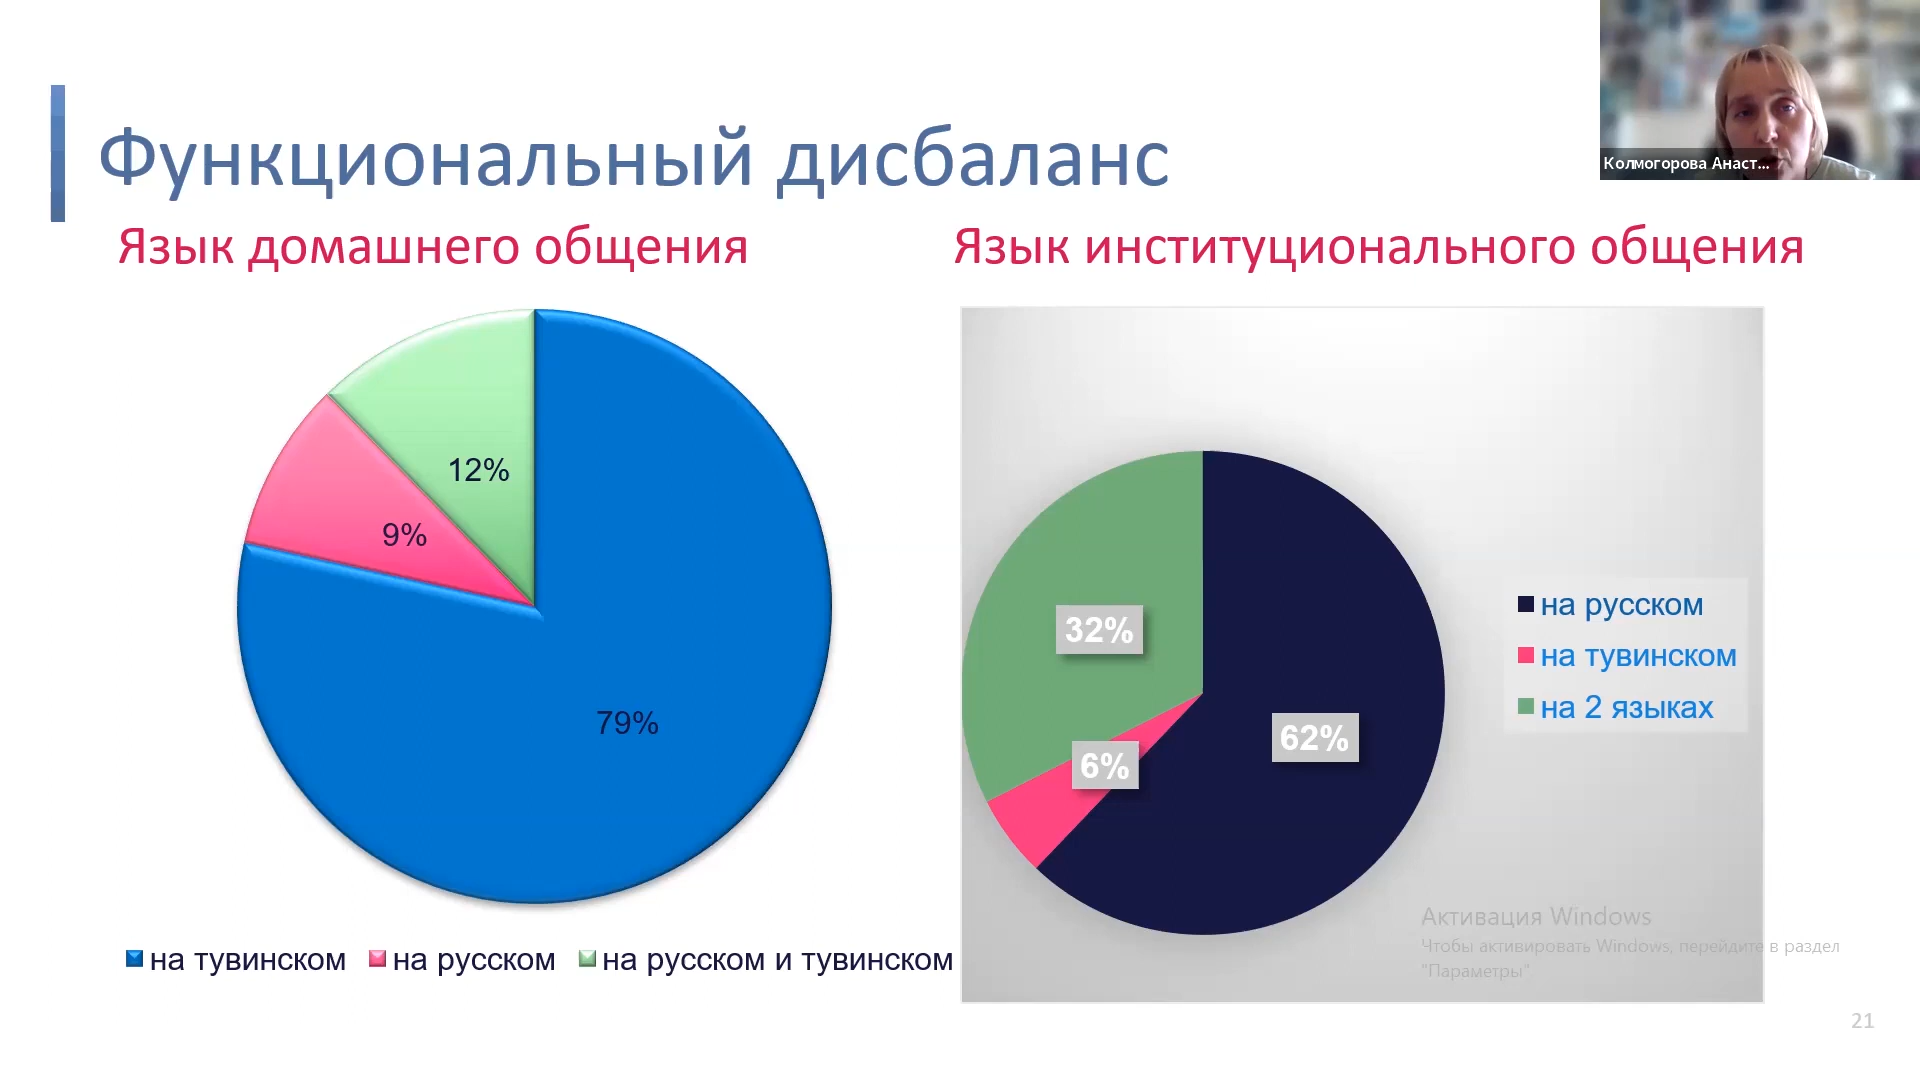 Функциональный дисбаланс
Колмогорова Анаст...
Язык домашнего общения
Язык институционального общения
12%
9%
79%
на тувинском на русском на русском и тувинском
32%
6%
62%
на русском
на тувинском
на 2 языках
Активация Windows
Чтобы активировать Windows, перейдите в раздел
"Параметры"
21